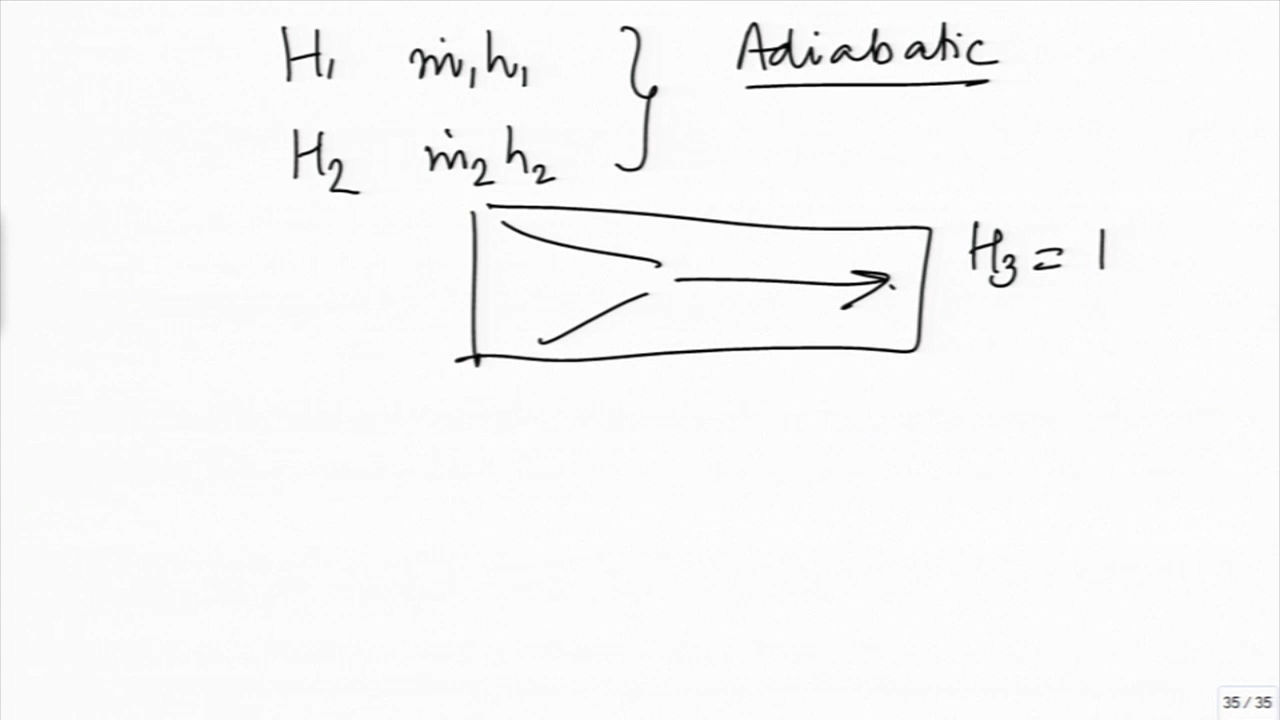 H₁ ṁ₁h₁ } Adiabatic
H₂ ṁ₂h₂
H₃ = 1
35 / 35